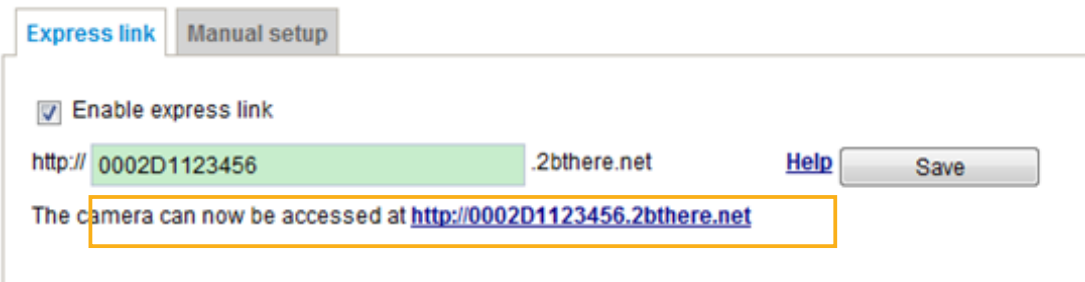 Express link Manual setup
Enable express link
http:// 0002D1123456 .2bthere.net Help Save
The camera can now be accessed at http://0002D1123456.2bthere.net